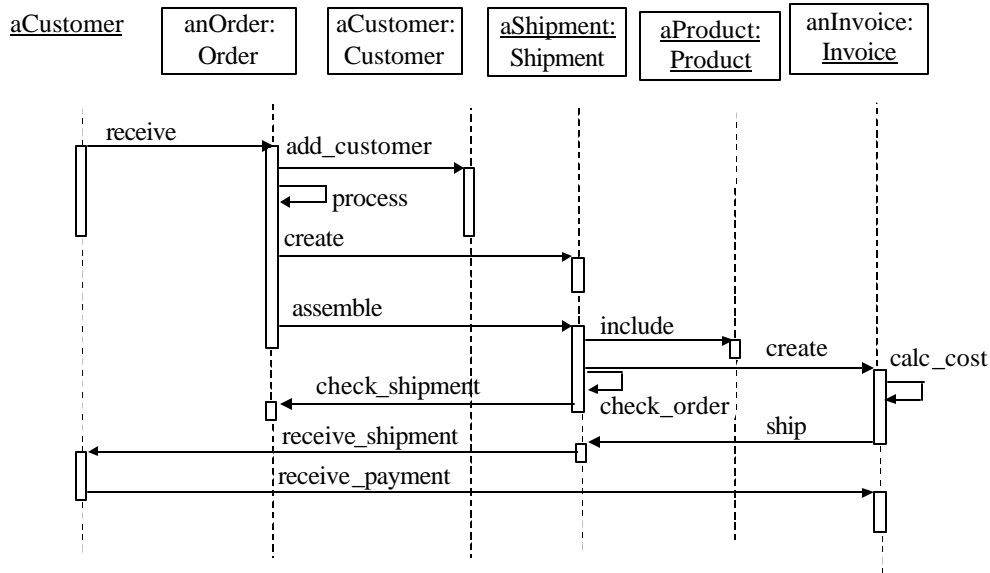 aCustomer
anOrder:
Order
aCustomer:
Customer
aShipment:
Shipment
aProduct:
Product
anInvoice:
Invoice
receive
add_customer
process
create
assemble
include
create
calc_cost
check_shipment
check_order
ship
receive_shipment
receive_payment